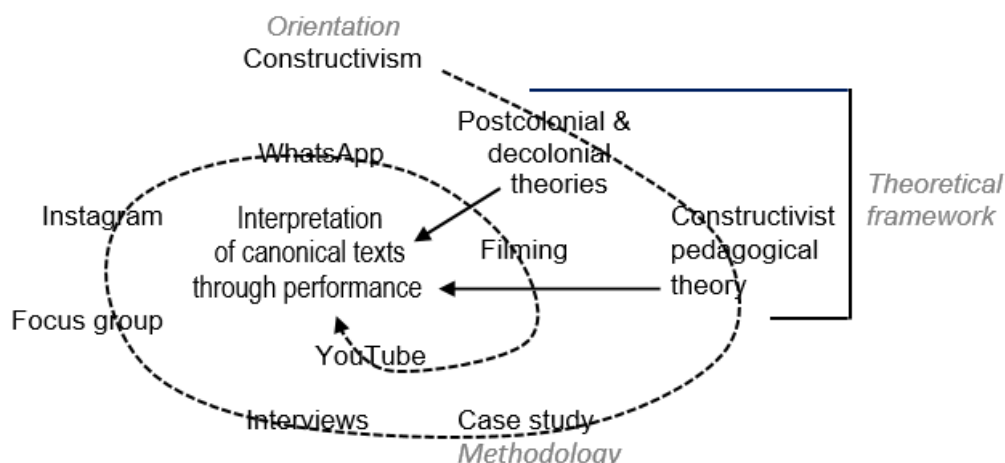 Orientation
Constructivism
Postcolonial &
decolonial
theories
WhatsApp
Theoretical
framework
Instagram
Interpretation
of canonical texts
through performance
Filming
Constructivist
pedagogical
theory
Focus group
YouTube
Interviews
Case study
Methodology